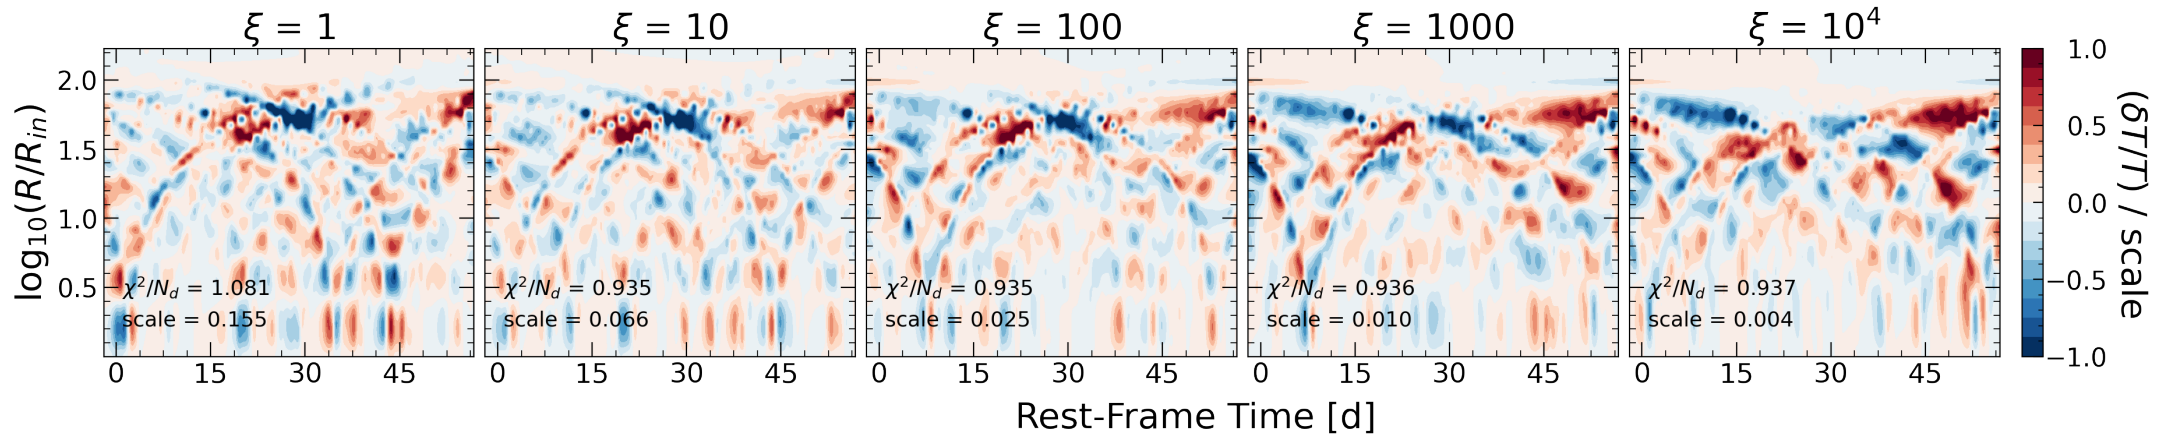 ξ = 1
ξ = 10
ξ = 100
ξ = 1000
ξ = 10⁴
log₁₀(R/Rᵢₙ)
2.0
1.5
1.0
0.5
χ²/N_d = 1.081
scale = 0.155
χ²/N_d = 0.935
scale = 0.066
χ²/N_d = 0.935
scale = 0.025
χ²/N_d = 0.936
scale = 0.010
χ²/N_d = 0.937
scale = 0.004
0 15 30 45
0 15 30 45
0 15 30 45
0 15 30 45
0 15 30 45
Rest-Frame Time [d]
1.0
0.5
0.0
−0.5
−1.0
(δT/T) / scale